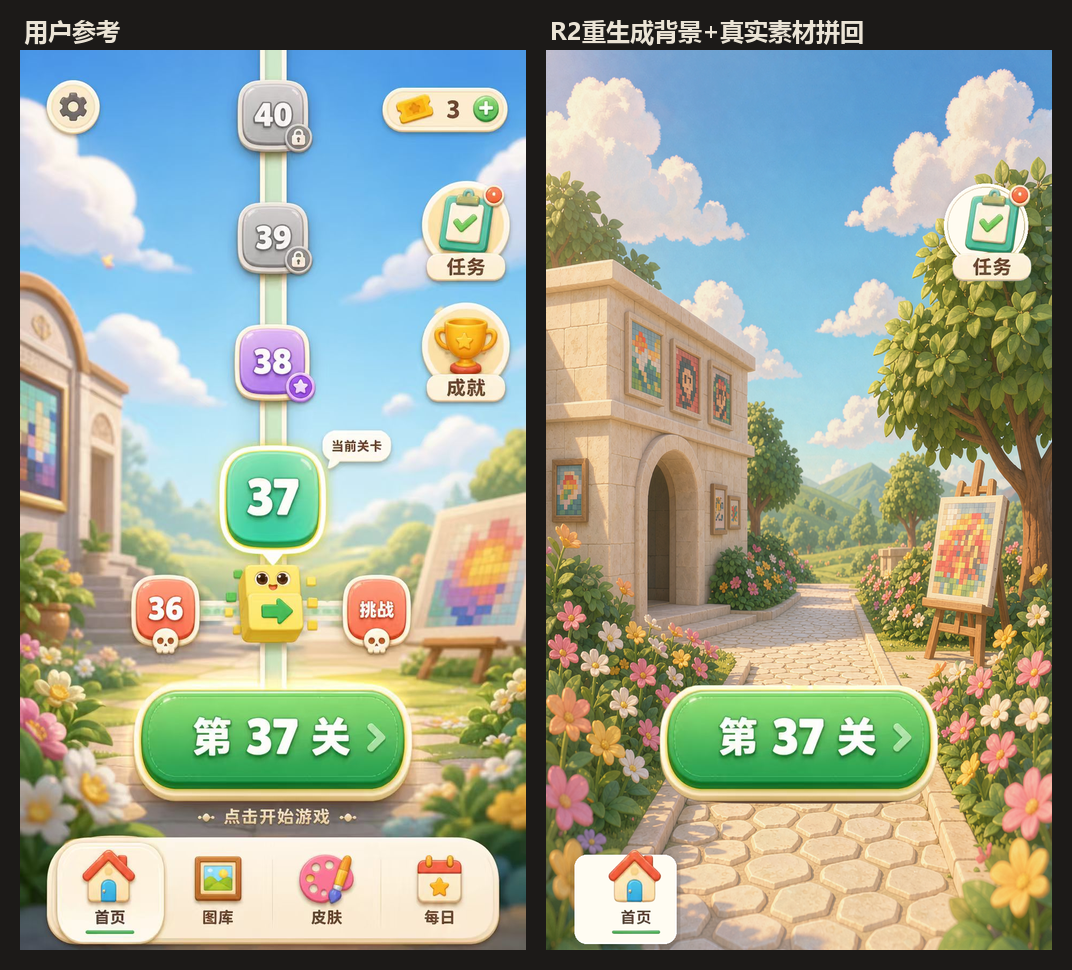 用户参考
R2重生成背景+真实素材拼回
40
3
39
任务
38
成就
当前关卡
37
36
挑战
第 37 关
点击开始游戏
首页
图库
皮肤
每日
任务
第 37 关
首页